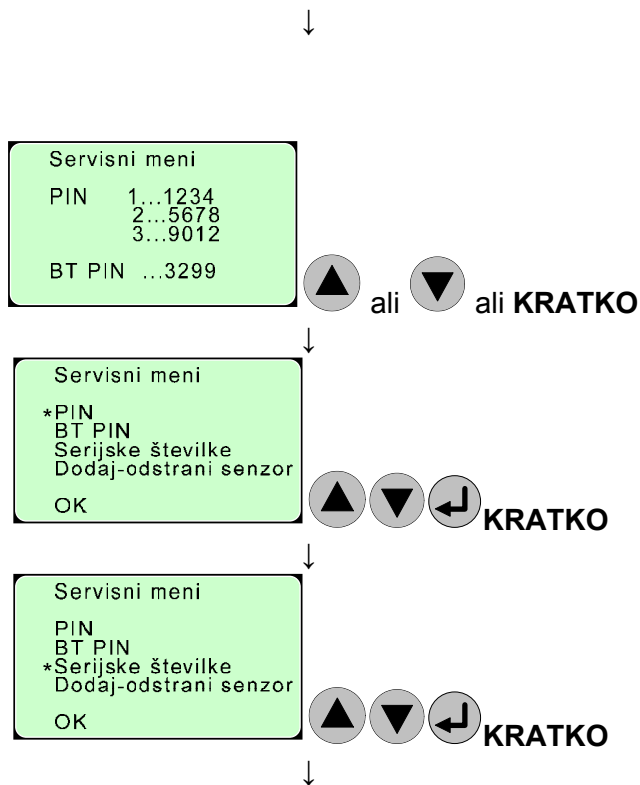 ↓
Servisni meni
PIN 1...1234
2...5678
3...9012
BT PIN ...3299
ali ali KRATKO
↓
Servisni meni
*PIN
BT PIN
Serijske številke
Dodaj-odstrani senzor
OK
KRATKO
↓
Servisni meni
PIN
BT PIN
*Serijske številke
Dodaj-odstrani senzor
OK
KRATKO
↓